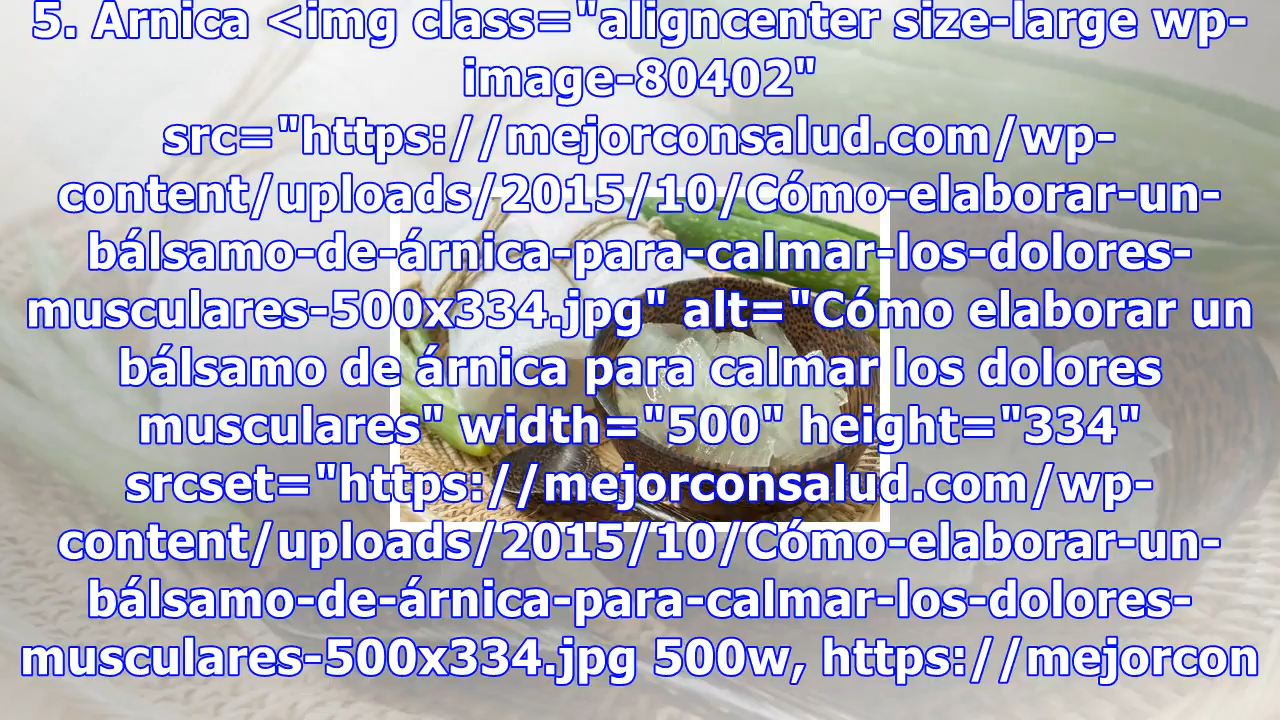 5. Árnica <img class="aligncenter size-large wp-
image-80402"
src="https://mejorconsalud.com/wp-
content/uploads/2015/10/Cómo-elaborar-un-
bálsamo-de-árnica-para-calmar-los-dolores-
musculares-500x334.jpg" alt="Cómo elaborar un
bálsamo de árnica para calmar los dolores
musculares" width="500" height="334"
srcset="https://mejorconsalud.com/wp-
content/uploads/2015/10/Cómo-elaborar-un-
bálsamo-de-árnica-para-calmar-los-dolores-
musculares-500x334.jpg 500w, https://mejorcon